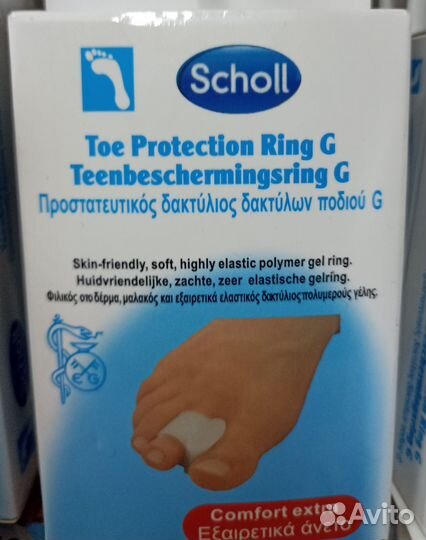 Scholl
Toe Protection Ring G
Teenbeschermingsring G
Προστατευτικός δακτύλιος δακτύλων ποδιού G
Skin-friendly, soft, highly elastic polymer gel ring.
Huidvriendelijke, zachte, zeer elastische gelring.
Φιλικός στο δέρμα, μαλακός και εξαιρετικά ελαστικός δακτύλιος πολυμερούς γέλης.
Comfort extra
Εξαιρετικά άνετο
Avito